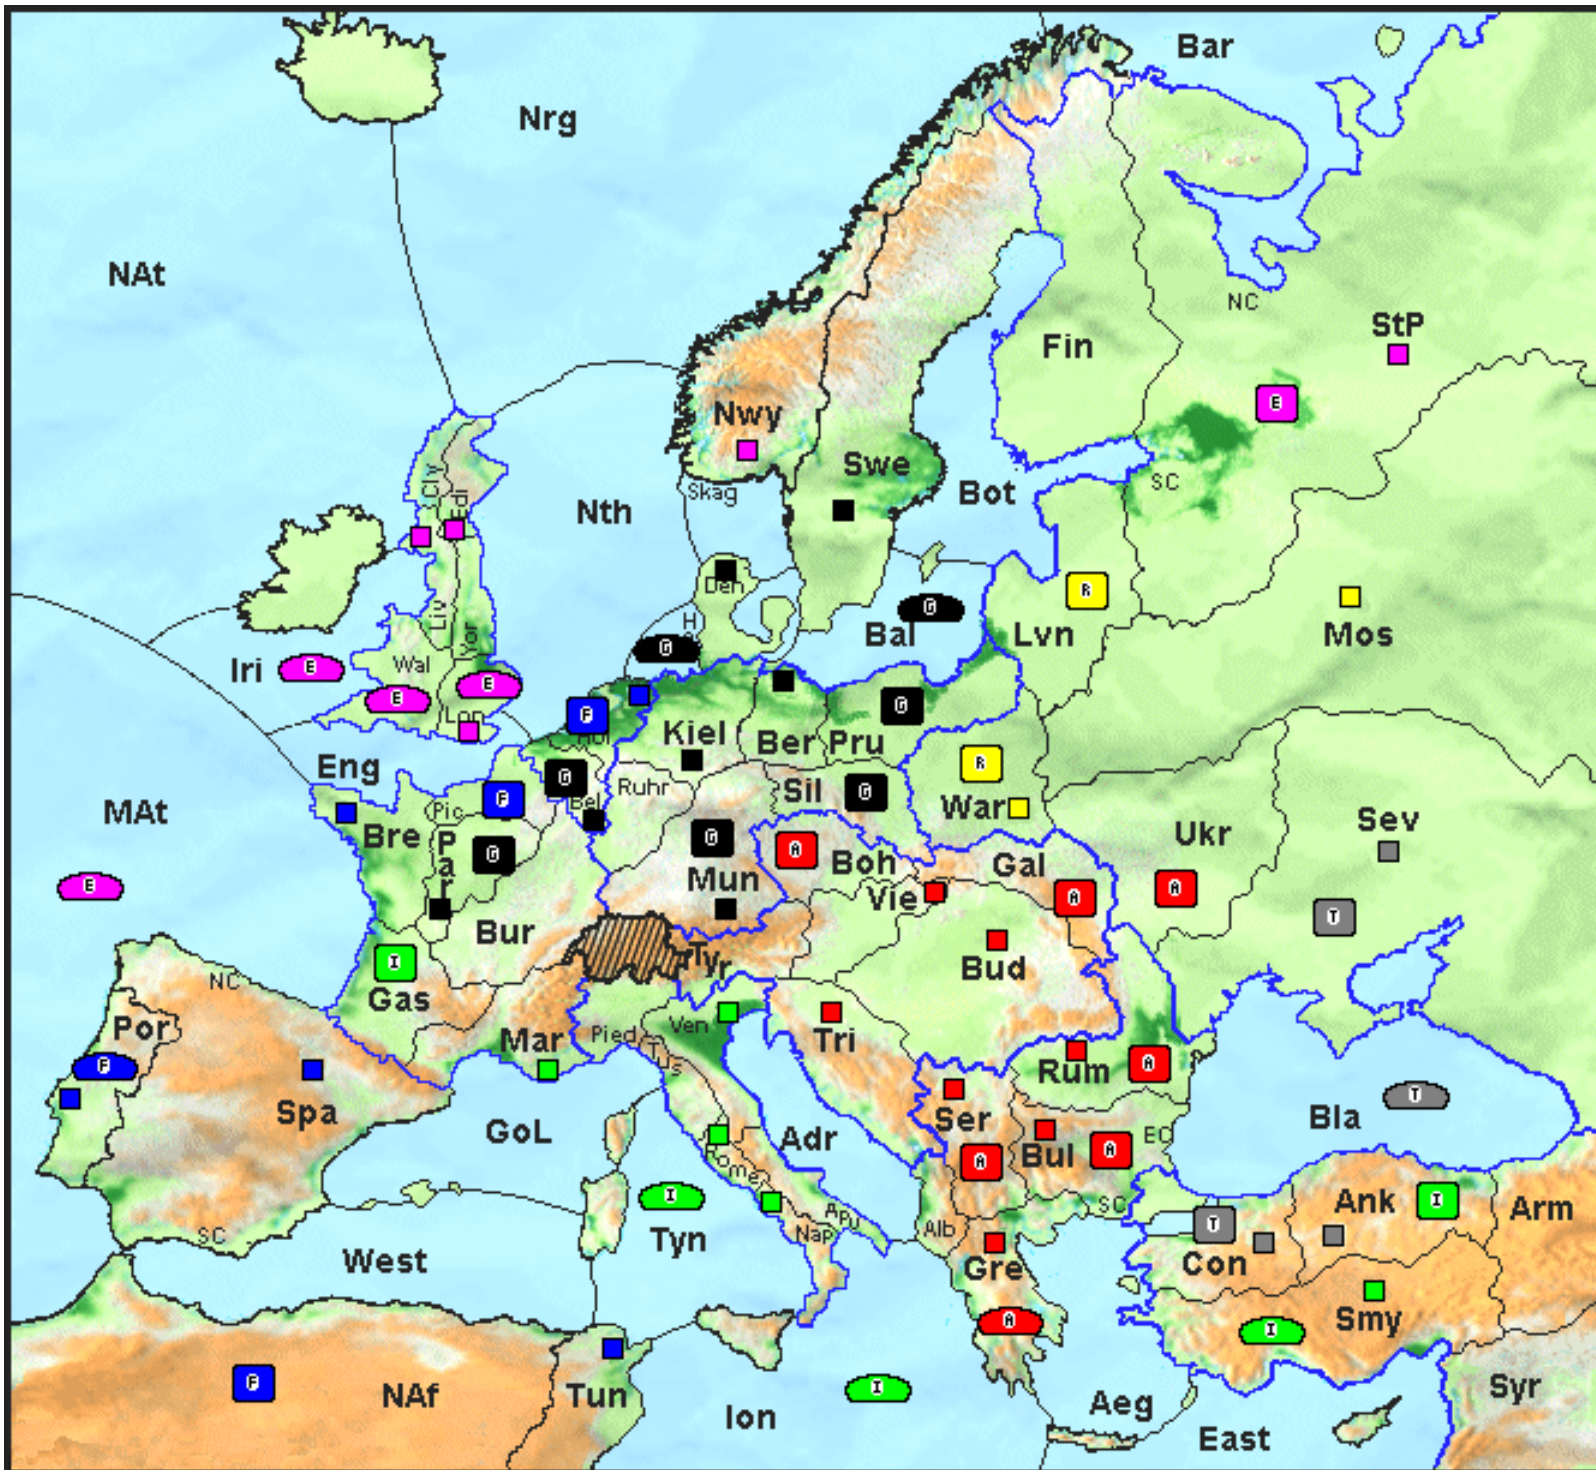 Bar
Nrg
NAt
NC
StP
Fin
Nwy
Swe
Skag
Bot
SC
Nth
Cly
Edi
E
Den
R
G
Bal
Lvn
Mos
H
Liv
Yor
Iri
E
Wal
G
E
E
Lon
F
Hol
G
Kiel
Ber
Pru
Eng
R
G
Bel
Ruhr
Sil
G
War
MAt
Pic
F
Bre
Par
G
G
Mun
A
Boh
Gal
Ukr
Sev
E
Vie
A
A
T
Bur
Tyr
Bud
I
Gas
NC
Por
Mar
Pied
Ven
Tri
Tus
F
Rum
A
Spa
GoL
Adr
Ser
Bul
A
A
EC
Bla
T
Rome
I
Tyn
Apu
Nap
Alb
SC
SC
West
Gre
T
Con
Ank
I
Arm
A
I
Smy
F
NAf
Tun
Ion
I
Aeg
East
Syr